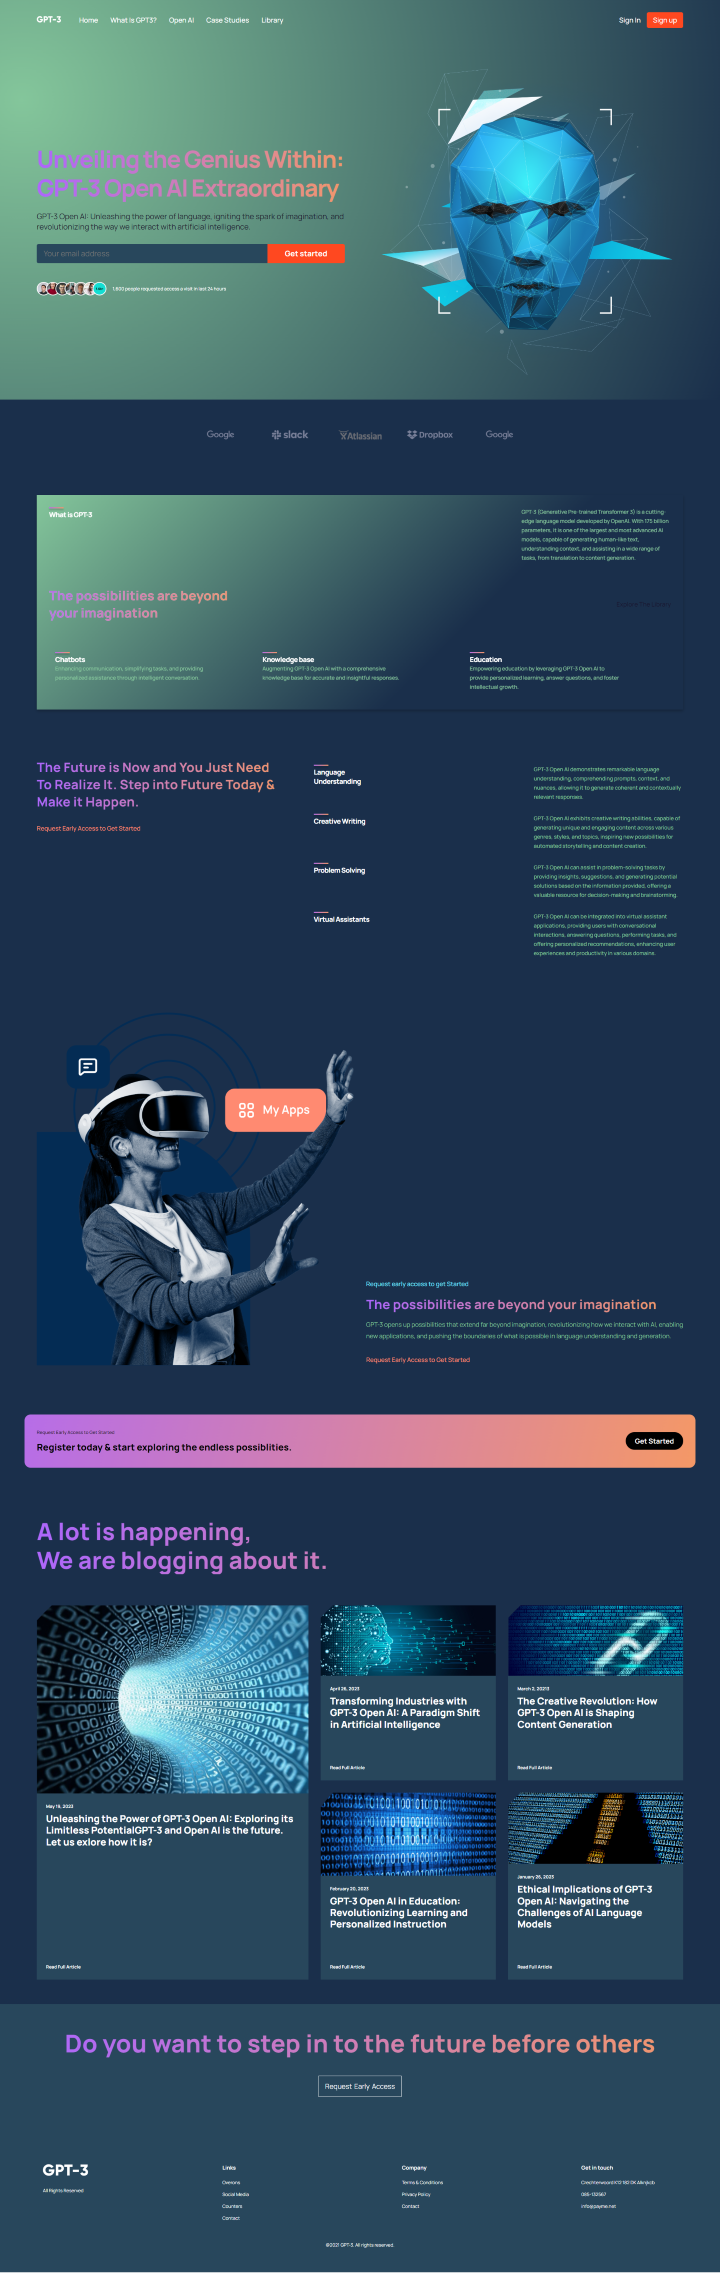 GPT-3
Home
What is GPT3?
Open AI
Case Studies
Library
Sign In
Sign up
Unveiling the Genius Within:
GPT-3 Open AI Extraordinary
GPT-3 Open AI: Unleashing the power of language, igniting the spark of imagination, and
revolutionizing the way we interact with artificial intelligence.
Your email address
Get started
1,600 people requested access a visit in last 24 hours
Google
slack
Atlassian
Dropbox
Google
What is GPT-3
GPT-3 (Generative Pre-trained Transformer 3) is a cutting-
edge language model developed by OpenAI. With 175 billion
parameters, it is one of the largest and most advanced AI
models, capable of generating human-like text,
understanding context, and assisting in a wide range of
tasks, from translation to content generation.
The possibilities are beyond
your imagination
Explore The Library
Chatbots
Enhancing communication, simplifying tasks, and providing
personalized assistance through intelligent conversation.
Knowledge base
Augmenting GPT-3 Open AI with a comprehensive
knowledge base for accurate and insightful responses.
Education
Empowering education by leveraging GPT-3 Open AI to
provide personalized learning, answer questions, and foster
intellectual growth.
The Future is Now and You Just Need
To Realize It. Step into Future Today &
Make it Happen.
Request Early Access to Get Started
Language
Understanding
GPT-3 Open AI demonstrates remarkable language
understanding, comprehending prompts, context, and
nuances, allowing it to generate coherent and contextually
relevant responses.
Creative Writing
GPT-3 Open AI exhibits creative writing abilities, capable of
generating unique and engaging content across various
genres, styles, and topics, inspiring new possibilities for
automated storytelling and content creation.
Problem Solving
GPT-3 Open AI can assist in problem-solving tasks by
providing insights, suggestions, and generating potential
solutions based on the information provided, offering a
valuable resource for decision-making and brainstorming.
Virtual Assistants
GPT-3 Open AI can be integrated into virtual assistant
applications, providing users with conversational
interactions, answering questions, performing tasks, and
offering personalized recommendations, enhancing user
experiences and productivity in various domains.
My Apps
Request early access to get Started
The possibilities are beyond your imagination
GPT-3 opens up possibilities that extend far beyond imagination, revolutionizing how we interact with AI, enabling
new applications, and pushing the boundaries of what is possible in language understanding and generation.
Request Early Access to Get Started
Request Early Access to Get Started
Register today & start exploring the endless possiblities.
Get Started
A lot is happening,
We are blogging about it.
May 18, 2023
Unleashing the Power of GPT-3 Open AI: Exploring its
Limitless PotentialGPT-3 and Open AI is the future.
Let us exlore how it is?
Read Full Article
April 26, 2023
Transforming Industries with
GPT-3 Open AI: A Paradigm Shift
in Artificial Intelligence
Read Full Article
March 2, 20213
The Creative Revolution: How
GPT-3 Open AI is Shaping
Content Generation
Read Full Article
February 20, 2023
GPT-3 Open AI in Education:
Revolutionizing Learning and
Personalized Instruction
Read Full Article
January 26, 2023
Ethical Implications of GPT-3
Open AI: Navigating the
Challenges of AI Language
Models
Read Full Article
Do you want to step in to the future before others
Request Early Access
GPT-3
All Rights Reserved
Links
Overons
Social Media
Counters
Contact
Company
Terms & Conditions
Privacy Policy
Contact
Get in touch
085-132567
info@payme.net
©2021 GPT-3. All rights reserved.